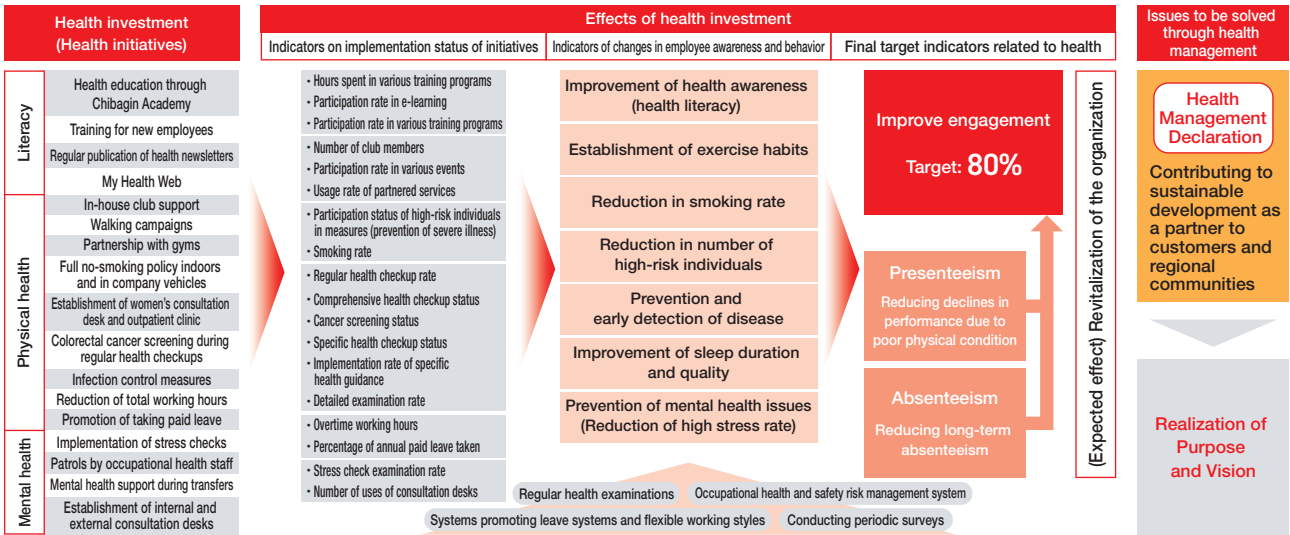 Health investment
(Health initiatives)
Literacy
Health education through
Chibagin Academy
Training for new employees
Regular publication of health newsletters
My Health Web
Physical health
In-house club support
Walking campaigns
Partnership with gyms
Full no-smoking policy indoors
and in company vehicles
Establishment of women's consultation
desk and outpatient clinic
Colorectal cancer screening during
regular health checkups
Infection control measures
Reduction of total working hours
Promotion of taking paid leave
Mental health
Implementation of stress checks
Patrols by occupational health staff
Mental health support during transfers
Establishment of internal and
external consultation desks
Effects of health investment
Indicators on implementation status of initiatives
• Hours spent in various training programs
• Participation rate in e-learning
• Participation rate in various training programs
• Number of club members
• Participation rate in various events
• Usage rate of partnered services
• Participation status of high-risk individuals
in measures (prevention of severe illness)
• Smoking rate
• Regular health checkup rate
• Comprehensive health checkup status
• Cancer screening status
• Specific health checkup status
• Implementation rate of specific
health guidance
• Detailed examination rate
• Overtime working hours
• Percentage of annual paid leave taken
• Stress check examination rate
• Number of uses of consultation desks
Indicators of changes in employee awareness and behavior
Improvement of health awareness
(health literacy)
Establishment of exercise habits
Reduction in smoking rate
Reduction in number of
high-risk individuals
Prevention and
early detection of disease
Improvement of sleep duration
and quality
Prevention of mental health issues
(Reduction of high stress rate)
Regular health examinations
Occupational health and safety risk management system
Systems promoting leave systems and flexible working styles
Conducting periodic surveys
Final target indicators related to health
Improve engagement
Target: 80%
Presenteeism
Reducing declines in
performance due to
poor physical condition
Absenteeism
Reducing long-term
absenteeism
(Expected effect) Revitalization of the organization
Issues to be solved
through health
management
Health
Management
Declaration
Contributing to
sustainable
development as
a partner to
customers and
regional
communities
Realization of
Purpose
and Vision